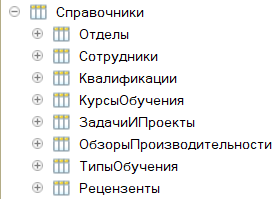 Справочники
Отделы
Сотрудники
Квалификации
КурсыОбучения
ЗадачиИПроекты
ОбзорыПроизводительности
ТипыОбучения
Рецензенты